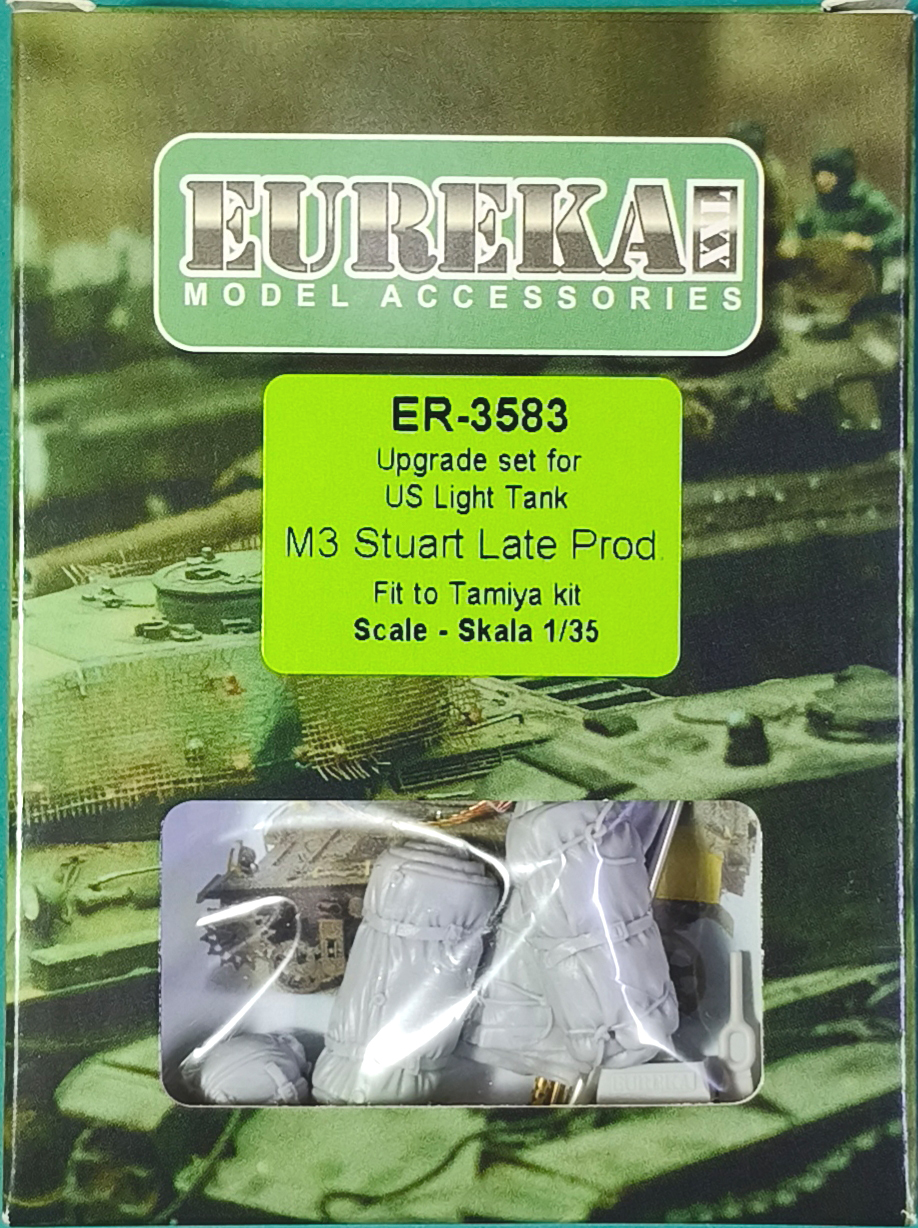 EUREKA XXL
MODEL ACCESSORIES
ER-3583
Upgrade set for
US Light Tank
M3 Stuart Late Prod.
Fit to Tamiya kit
Scale - Skala 1/35
EUREKA